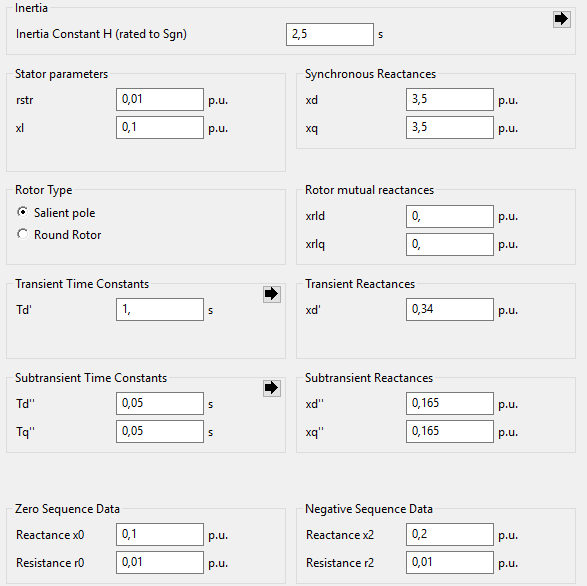 Inertia
Inertia Constant H (rated to Sgn) 2,5 s
Stator parameters
rstr 0,01 p.u.
xl 0,1 p.u.
Synchronous Reactances
xd 3,5 p.u.
xq 3,5 p.u.
Rotor Type
Salient pole
Round Rotor
Rotor mutual reactances
xrld 0, p.u.
xrlq 0, p.u.
Transient Time Constants
Td' 1, s
Transient Reactances
xd' 0,34 p.u.
Subtransient Time Constants
Td'' 0,05 s
Tq'' 0,05 s
Subtransient Reactances
xd'' 0,165 p.u.
xq'' 0,165 p.u.
Zero Sequence Data
Reactance x0 0,1 p.u.
Resistance r0 0,01 p.u.
Negative Sequence Data
Reactance x2 0,2 p.u.
Resistance r2 0,01 p.u.